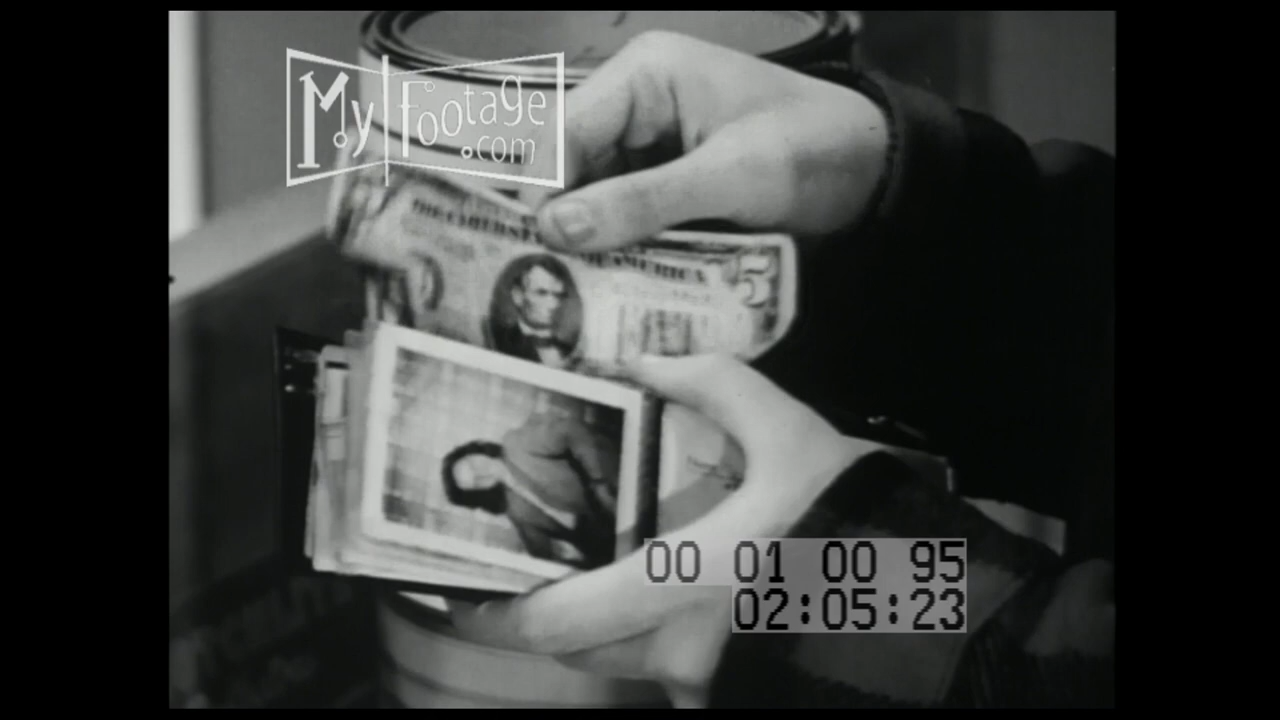 My Footage
.com
THE UNITED STATES OF AMERICA
5
00 01 00 95
02:05:23